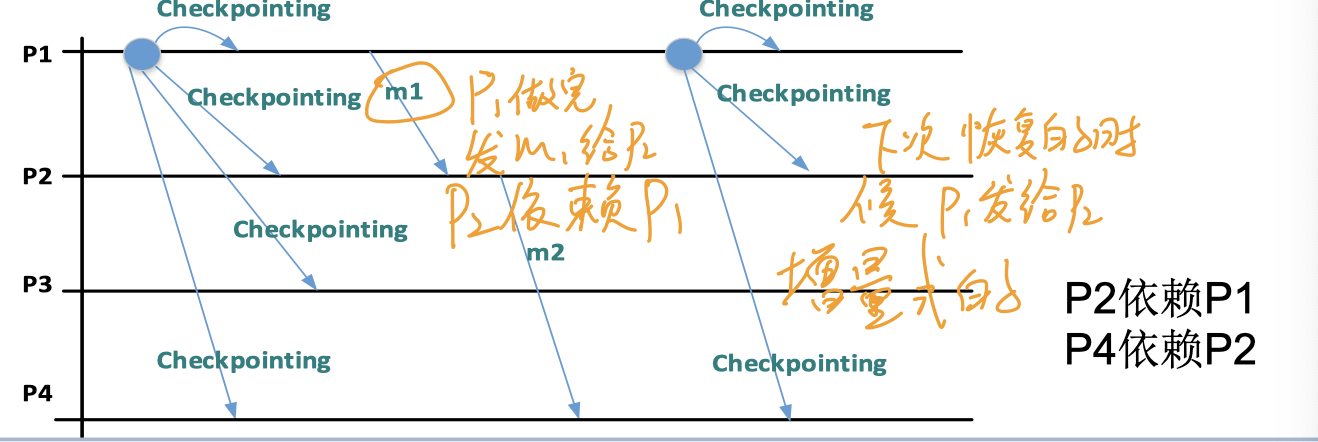 Checkpointing
Checkpointing
P1
Checkpointing
m1
P1做完
发m1给P2
P2依赖P1
Checkpointing
下次恢复的时
候P1发给P2
增量式的
P2
Checkpointing
m2
P3
P2依赖P1
P4依赖P2
Checkpointing
Checkpointing
P4